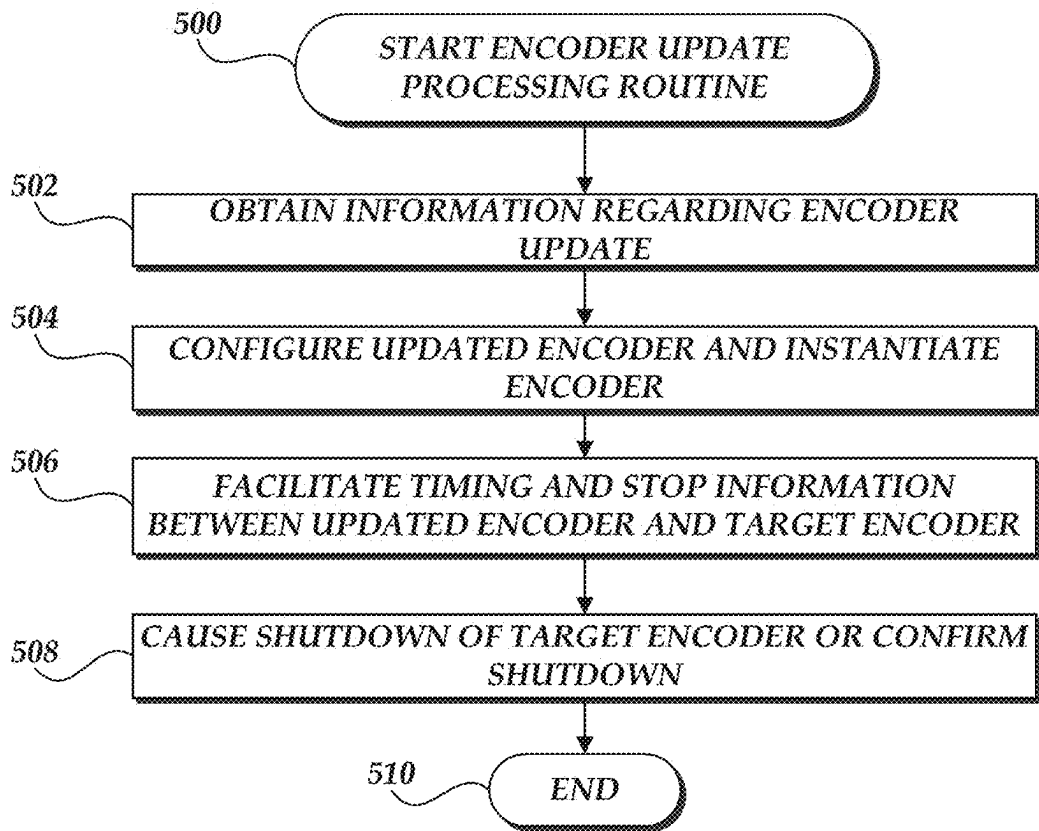 500
START ENCODER UPDATE
PROCESSING ROUTINE
502
OBTAIN INFORMATION REGARDING ENCODER
UPDATE
504
CONFIGURE UPDATED ENCODER AND INSTANTIATE
ENCODER
506
FACILITATE TIMING AND STOP INFORMATION
BETWEEN UPDATED ENCODER AND TARGET ENCODER
508
CAUSE SHUTDOWN OF TARGET ENCODER OR CONFIRM
SHUTDOWN
510
END